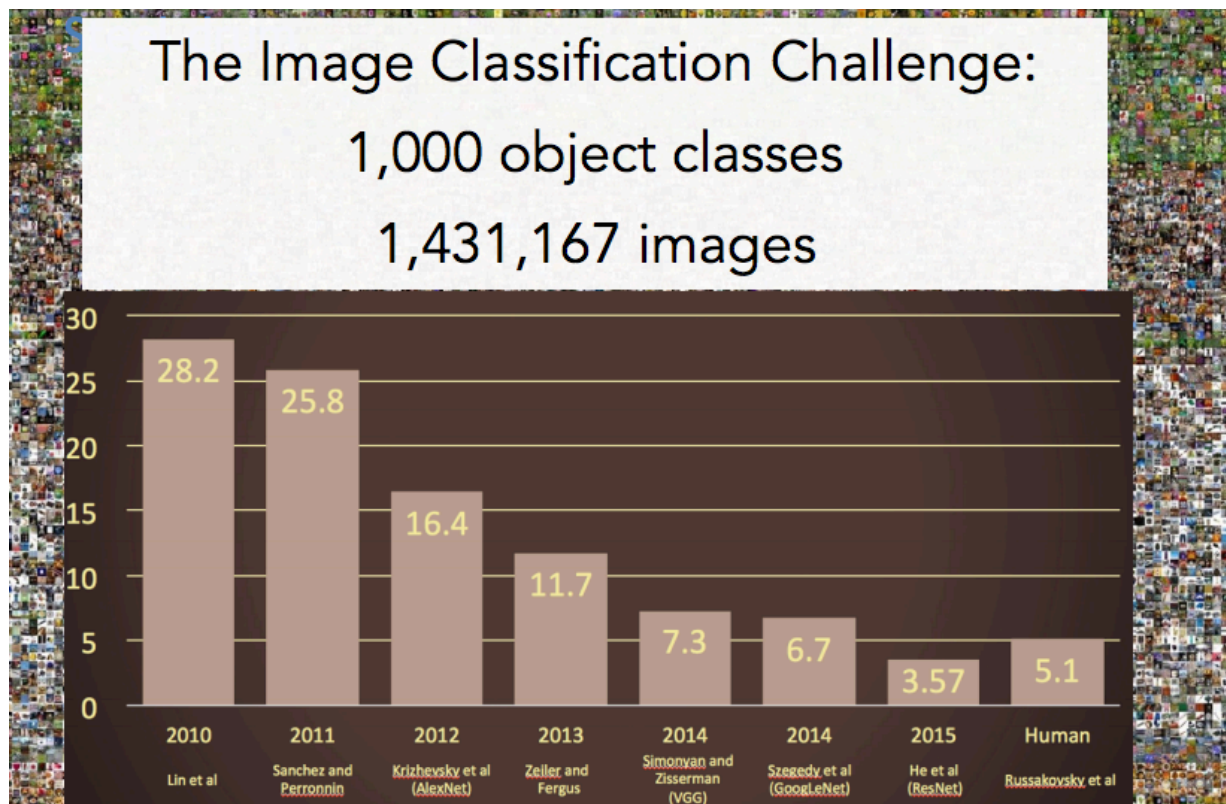 The Image Classification Challenge:
1,000 object classes
1,431,167 images
30
25
20
15
10
5
0
28.2
25.8
16.4
11.7
7.3
6.7
3.57
5.1
2010
2011
2012
2013
2014
2014
2015
Human
Lin et al
Sanchez and
Perronnin
Krizhevsky et al
(AlexNet)
Zeiler and
Fergus
Simonyan and
Zisserman
(VGG)
Szegedy et al
(GoogLeNet)
He et al
(ResNet)
Russakovsky et al